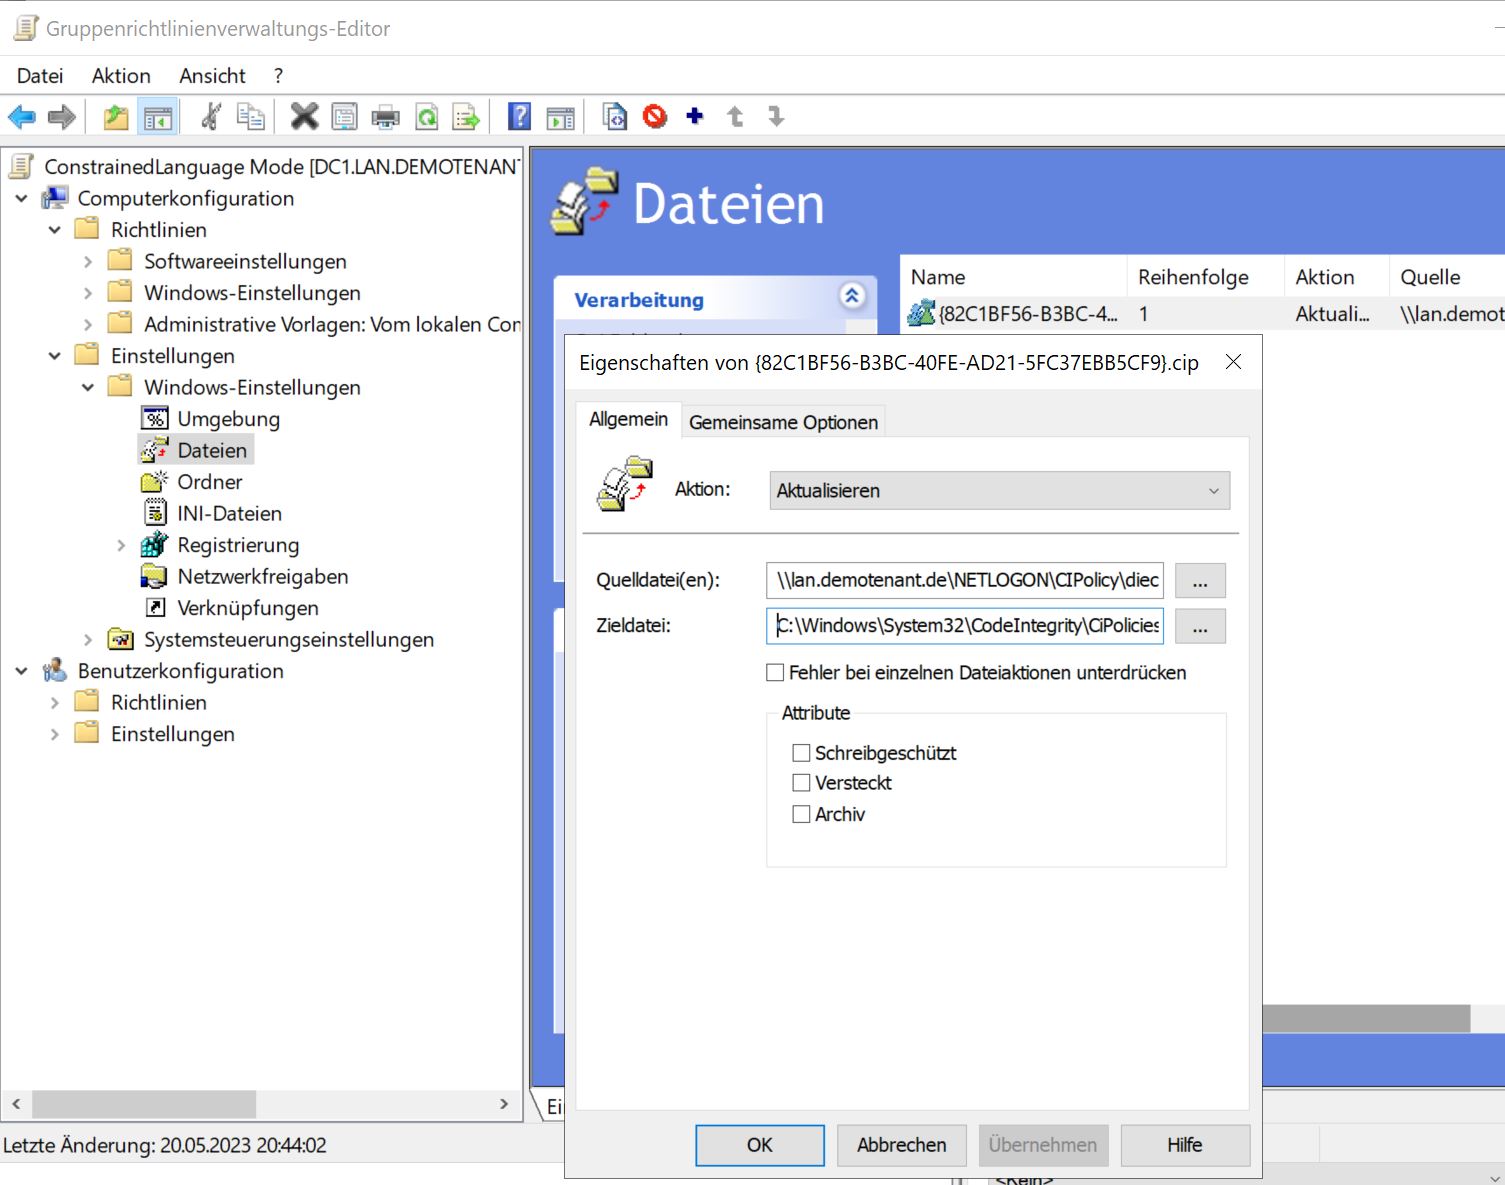 Gruppenrichtlinienverwaltungs-Editor
Datei Aktion Ansicht ?
ConstrainedLanguage Mode [DC1.LAN.DEMOTENANT
Computerkonfiguration
Richtlinien
Softwareeinstellungen
Windows-Einstellungen
Administrative Vorlagen: Vom lokalen Con
Einstellungen
Windows-Einstellungen
Umgebung
Dateien
Ordner
INI-Dateien
Registrierung
Netzwerkfreigaben
Verknüpfungen
Systemsteuerungseinstellungen
Benutzerkonfiguration
Richtlinien
Einstellungen
Dateien
Verarbeitung
Name Reihenfolge Aktion Quelle
{82C1BF56-B3BC-4... 1 Aktuali... \\lan.demot
Eigenschaften von {82C1BF56-B3BC-40FE-AD21-5FC37EBB5CF9}.cip
Allgemein Gemeinsame Optionen
Aktion: Aktualisieren
Quelldatei(en): \\lan.demotenant.de\NETLOGON\CIPolicy\diec ...
Zieldatei: C:\Windows\System32\CodeIntegrity\CiPolicies ...
Fehler bei einzelnen Dateiaktionen unterdrücken
Attribute
Schreibgeschützt
Versteckt
Archiv
OK Abbrechen Übernehmen Hilfe
Letzte Änderung: 20.05.2023 20:44:02
<Kein>